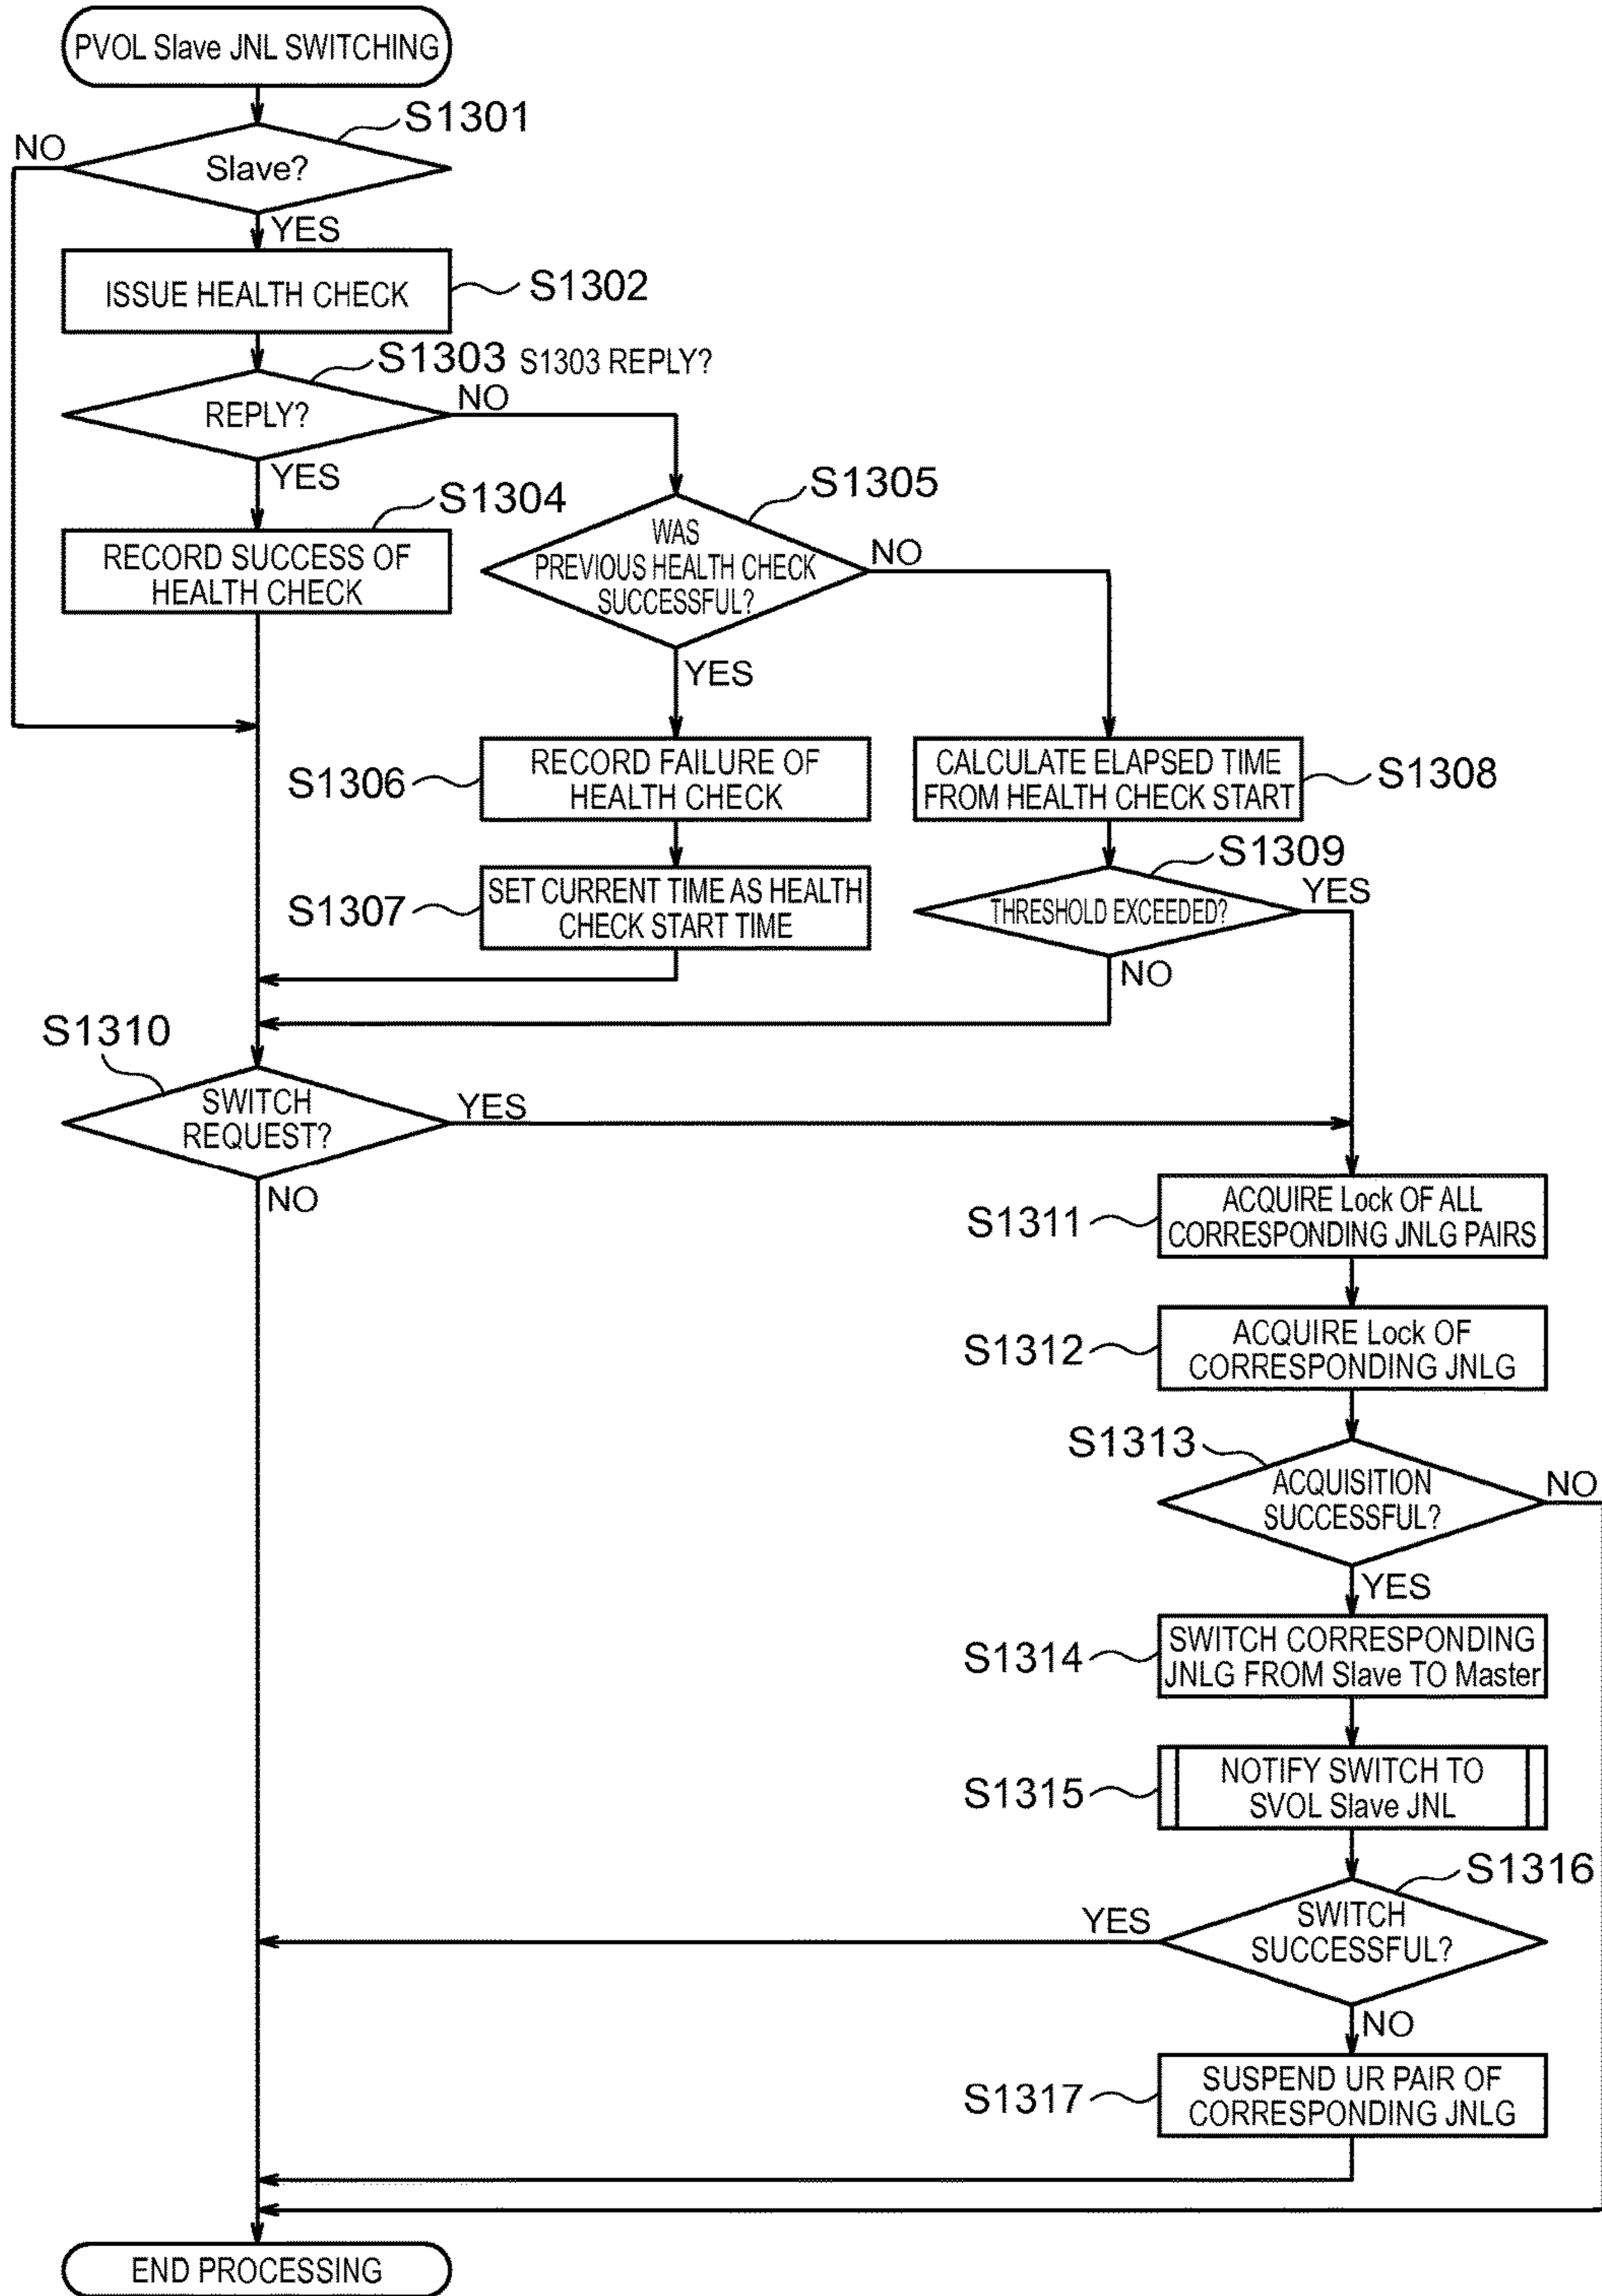 PVOL Slave JNL SWITCHING
S1301
NO
Slave?
YES
ISSUE HEALTH CHECK
S1302
S1303 S1303 REPLY?
REPLY?
NO
YES
S1304
RECORD SUCCESS OF
HEALTH CHECK
S1305
WAS
PREVIOUS HEALTH CHECK
SUCCESSFUL?
NO
YES
S1306
RECORD FAILURE OF
HEALTH CHECK
CALCULATE ELAPSED TIME
FROM HEALTH CHECK START
S1308
S1307
SET CURRENT TIME AS HEALTH
CHECK START TIME
S1309
THRESHOLD EXCEEDED?
YES
NO
S1310
SWITCH
REQUEST?
YES
NO
S1311
ACQUIRE Lock OF ALL
CORRESPONDING JNLG PAIRS
S1312
ACQUIRE Lock OF
CORRESPONDING JNLG
S1313
ACQUISITION
SUCCESSFUL?
NO
YES
S1314
SWITCH CORRESPONDING
JNLG FROM Slave TO Master
S1315
NOTIFY SWITCH TO
SVOL Slave JNL
S1316
SWITCH
SUCCESSFUL?
YES
NO
S1317
SUSPEND UR PAIR OF
CORRESPONDING JNLG
END PROCESSING